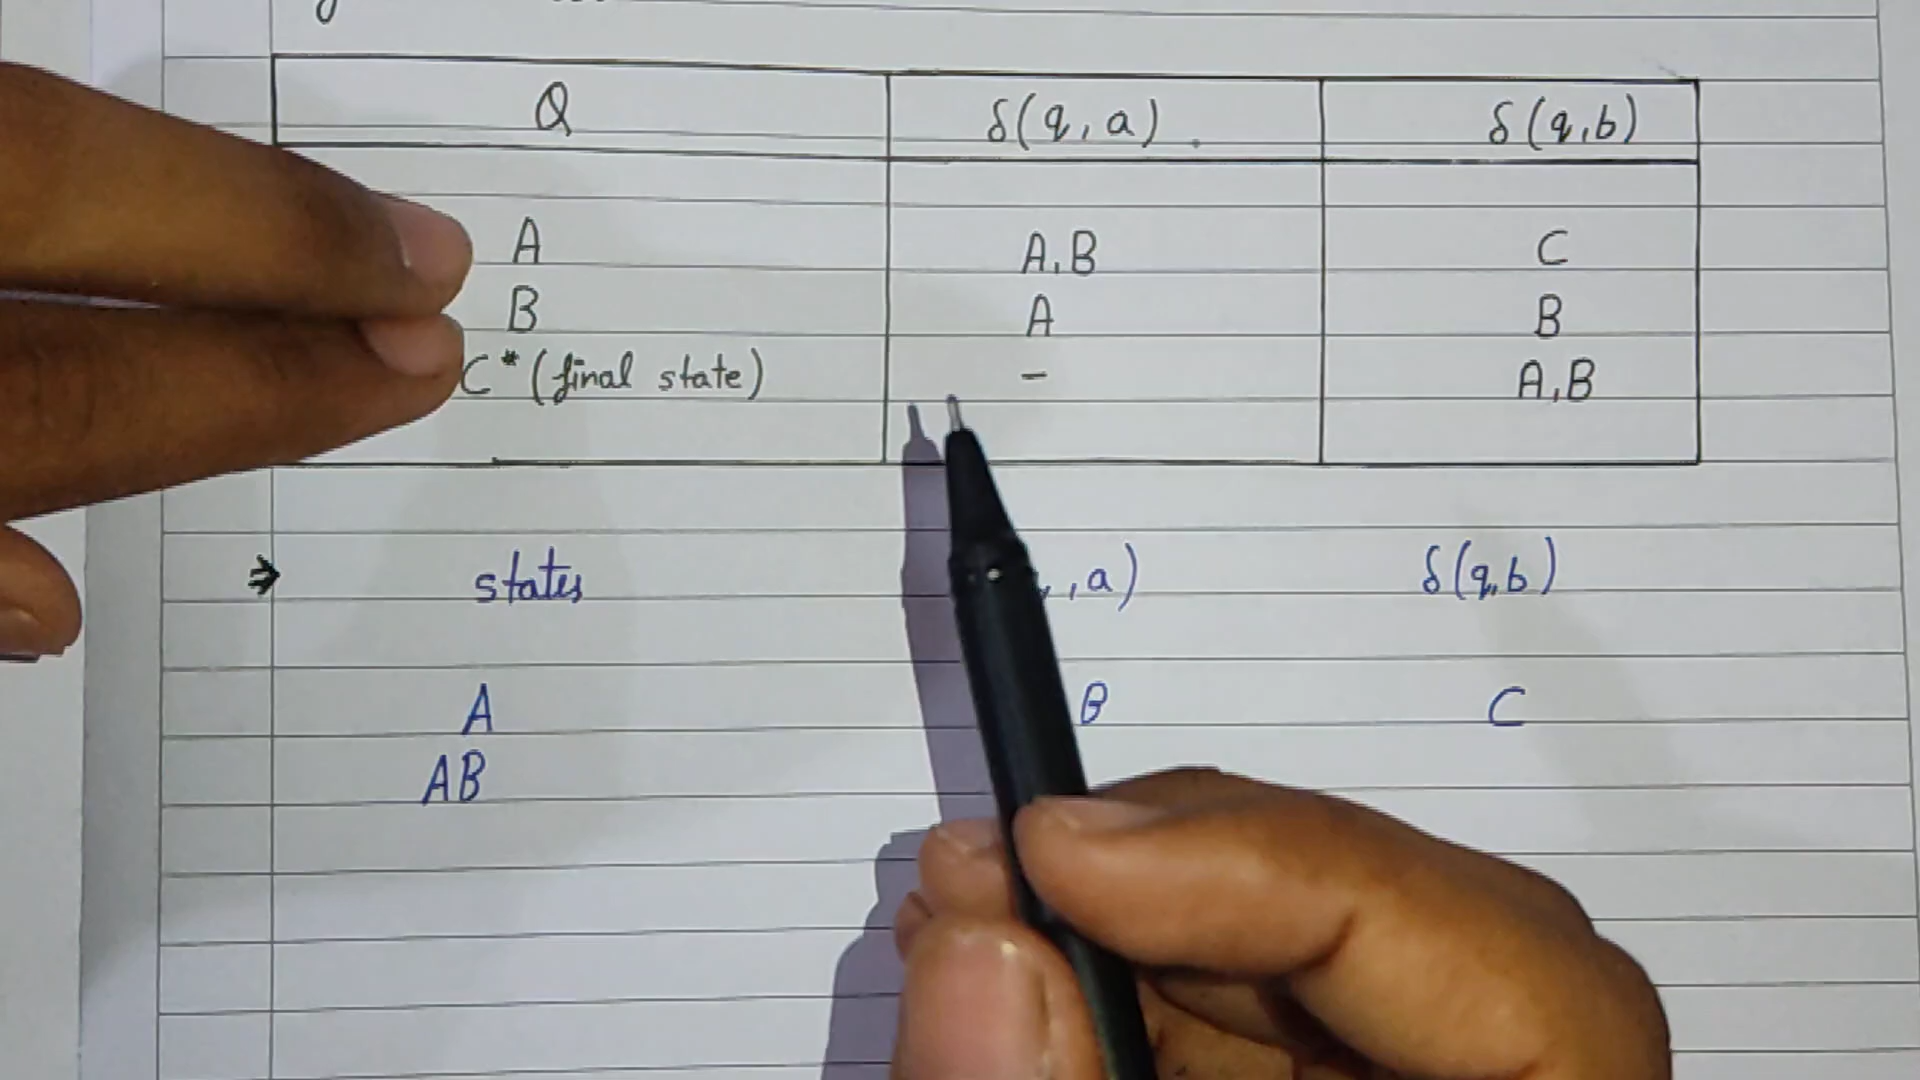 Q δ(q,a). δ(q,b)
A A,B C
B A B
C* (final state) - A,B
⇒ states ,a) δ(q,b)
A B C
AB